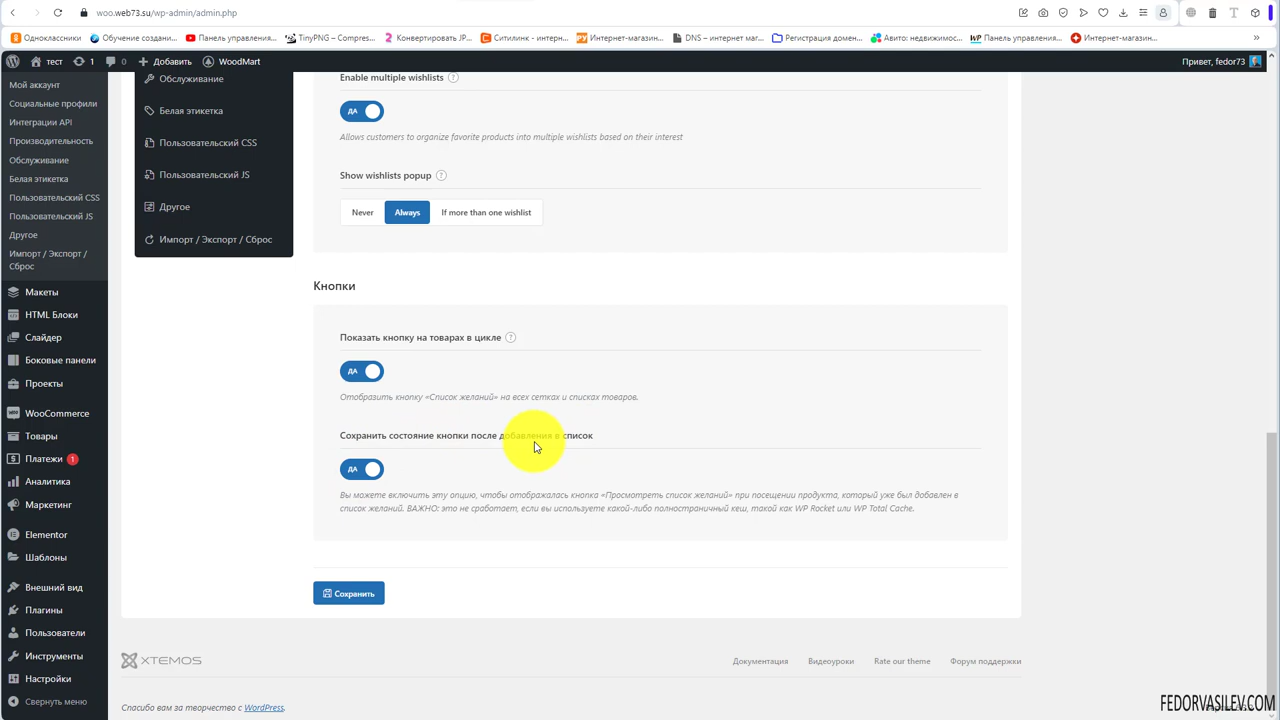 woo.web73.su/wp-admin/admin.php
Одноклассники
Обучение создани...
Панель управления...
TinyPNG – Compres...
Конвертировать JP...
Ситилинк - интерн...
Интернет-магазин...
DNS – интернет маг...
Регистрация домен...
Авито: недвижимос...
Панель управления...
Интернет-магазин...
тест
1
0
Добавить
WoodMart
Привет, fedor73
Мой аккаунт
Социальные профили
Интеграции API
Производительность
Обслуживание
Белая этикетка
Пользовательский CSS
Пользовательский JS
Другое
Импорт / Экспорт /
Сброс
Макеты
HTML Блоки
Слайдер
Боковые панели
Проекты
WooCommerce
Товары
Платежи 1
Аналитика
Маркетинг
Elementor
Шаблоны
Внешний вид
Плагины
Пользователи
Инструменты
Настройки
Свернуть меню
Обслуживание
Белая этикетка
Пользовательский CSS
Пользовательский JS
Другое
Импорт / Экспорт / Сброс
Enable multiple wishlists ?
ДА
Allows customers to organize favorite products into multiple wishlists based on their interest
Show wishlists popup ?
Never Always If more than one wishlist
Кнопки
Показать кнопку на товарах в цикле ?
ДА
Отобразить кнопку «Список желаний» на всех сетках и списках товаров.
Сохранить состояние кнопки после добавления в список
ДА
Вы можете включить эту опцию, чтобы отображалась кнопка «Просмотреть список желаний» при посещении продукта, который уже был добавлен в
список желаний. ВАЖНО: это не сработает, если вы используете какой-либо полностраничный кеш, такой как WP Rocket или WP Total Cache.
Сохранить
XTEMOS
Документация Видеоуроки Rate our theme Форум поддержки
Спасибо вам за творчество с WordPress.
FEDORVASILEV.COM